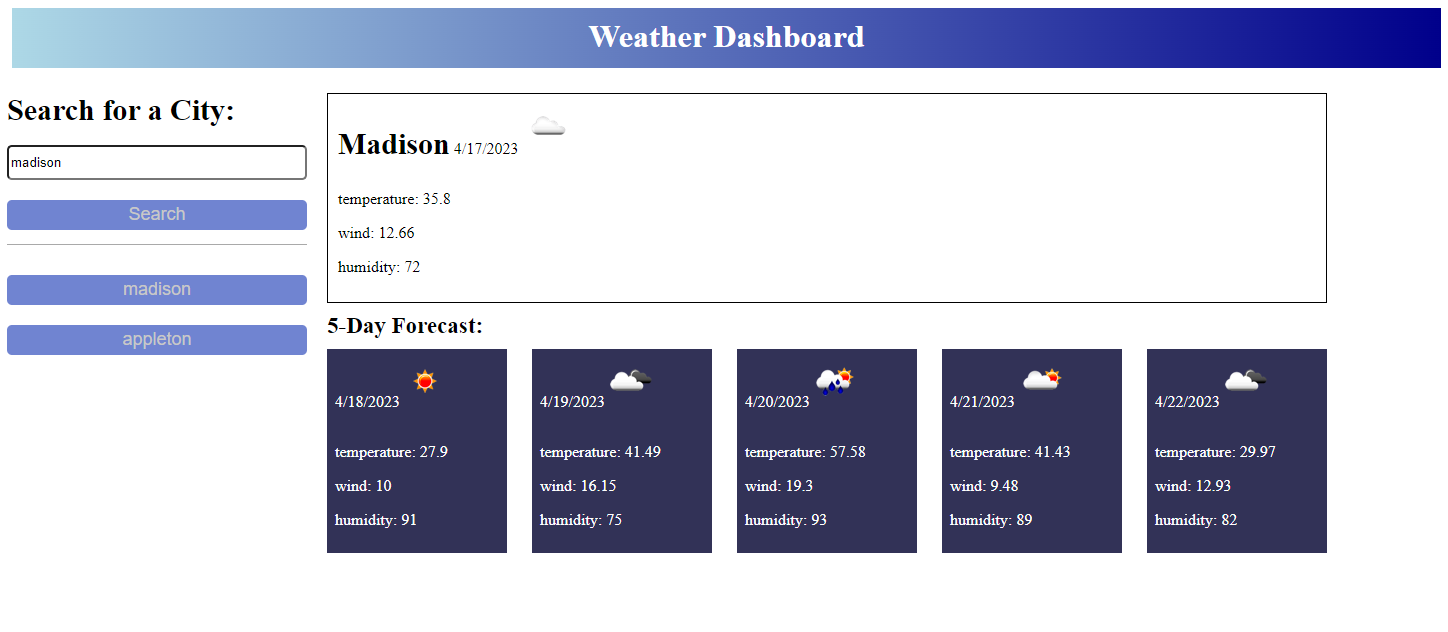 Weather Dashboard
Search for a City:
madison
Search
madison
appleton
Madison 4/17/2023
temperature: 35.8
wind: 12.66
humidity: 72
5-Day Forecast:
4/18/2023
temperature: 27.9
wind: 10
humidity: 91
4/19/2023
temperature: 41.49
wind: 16.15
humidity: 75
4/20/2023
temperature: 57.58
wind: 19.3
humidity: 93
4/21/2023
temperature: 41.43
wind: 9.48
humidity: 89
4/22/2023
temperature: 29.97
wind: 12.93
humidity: 82